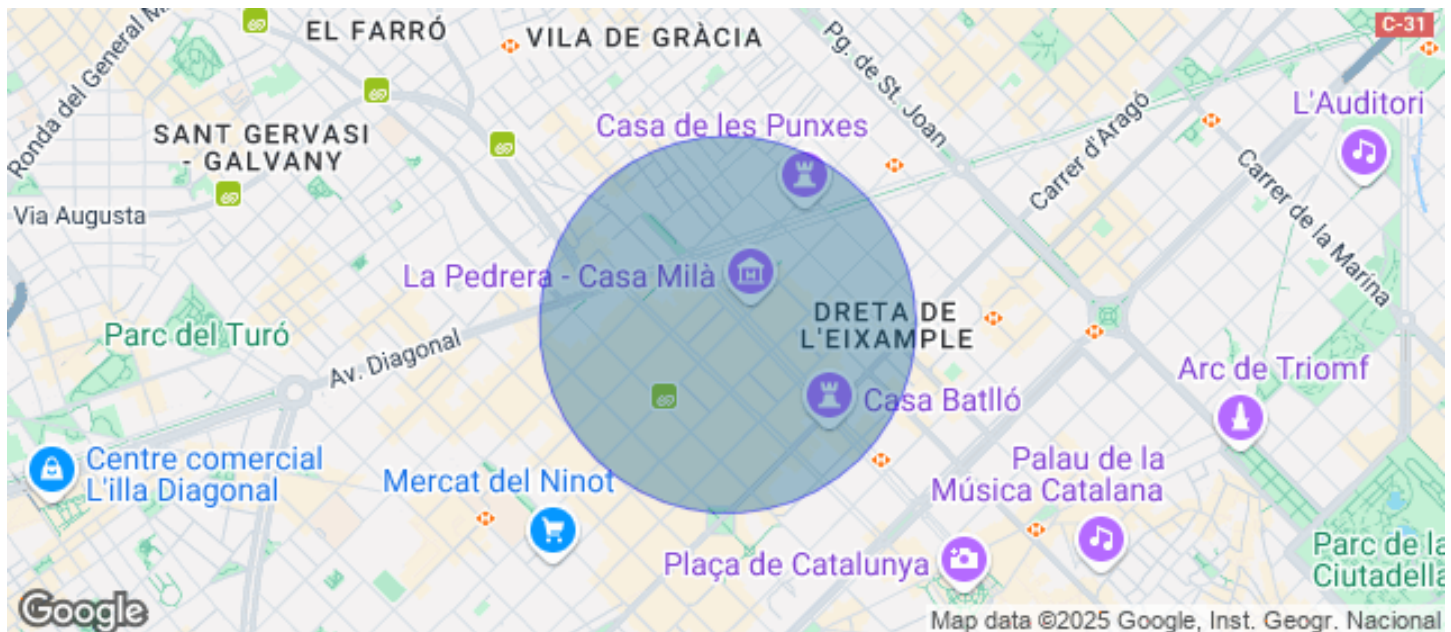 EL FARRÓ
VILA DE GRÀCIA
C-31
Ronda del General M
Pg. de St. Joan
L'Auditori
Carrer d'Aragó
Casa de les Punxes
SANT GERVASI
- GALVANY
Carrer de la Marina
Via Augusta
La Pedrera - Casa Milà
DRETA DE
L'EIXAMPLE
Parc del Turó
Av. Diagonal
Arc de Triomf
Casa Batlló
Centre comercial
L'illa Diagonal
Mercat del Ninot
Palau de la
Música Catalana
Plaça de Catalunya
Parc de la
Ciutadella
Google
Map data ©2025 Google, Inst. Geogr. Nacional